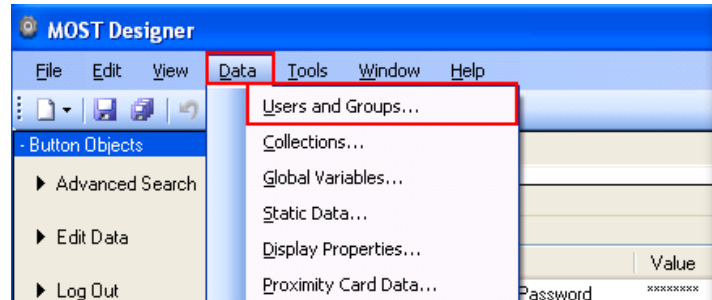 MOST Designer
File Edit View Data Tools Window Help
Users and Groups...
- Button Objects
Collections...
Advanced Search
Global Variables...
Static Data...
Edit Data
Display Properties...
Value
Log Out
Proximity Card Data...
Password ********